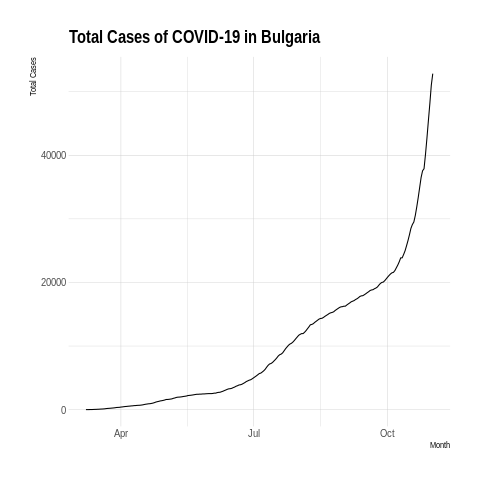 Total Cases of COVID-19 in Bulgaria
Total Cases
40000
20000
0
Apr
Jul
Oct
Month